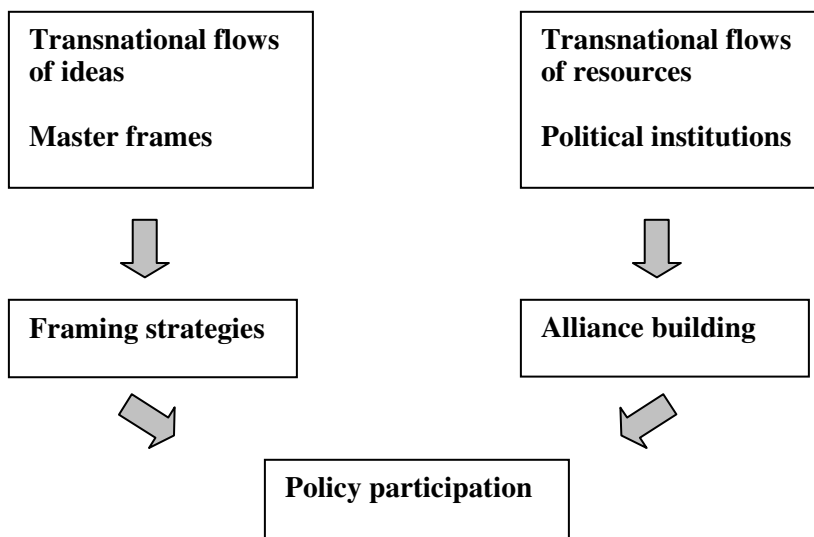 Transnational flows
of ideas
Master frames
Transnational flows
of resources
Political institutions
Framing strategies
Alliance building
Policy participation